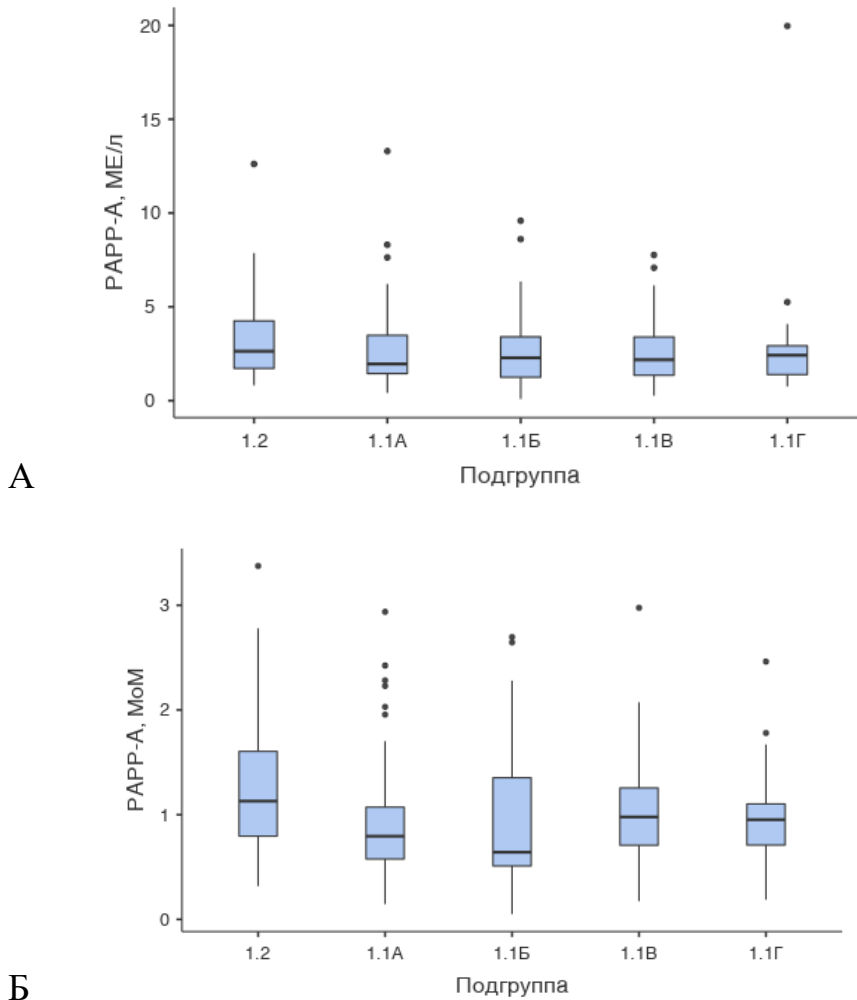 20
15
10
5
0
PAPP-A, МЕ/л
1.2 1.1А 1.1Б 1.1В 1.1Г
Подгруппа
А
3
2
1
0
PAPP-A, МоМ
1.2 1.1А 1.1Б 1.1В 1.1Г
Подгруппа
Б